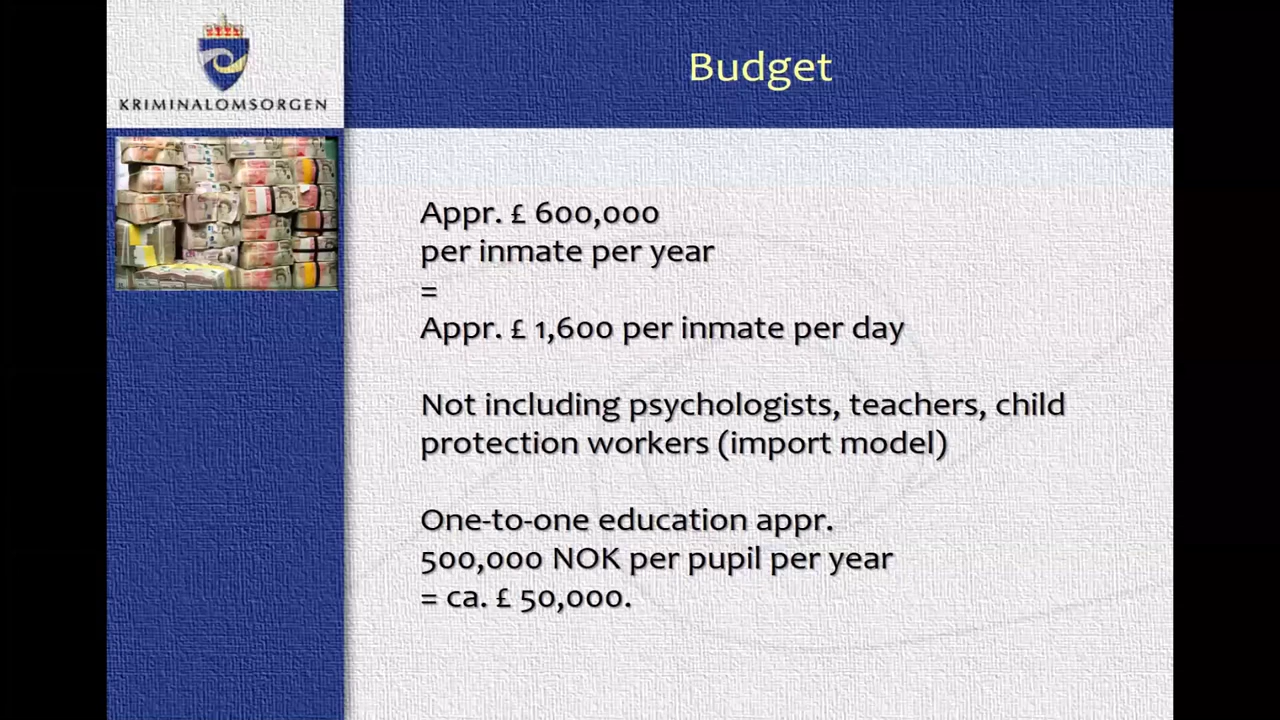 KRIMINALOMSORGEN
Budget
Appr. £ 600,000
per inmate per year
=
Appr. £ 1,600 per inmate per day
Not including psychologists, teachers, child
protection workers (import model)
One-to-one education appr.
500,000 NOK per pupil per year
= ca. £ 50,000.